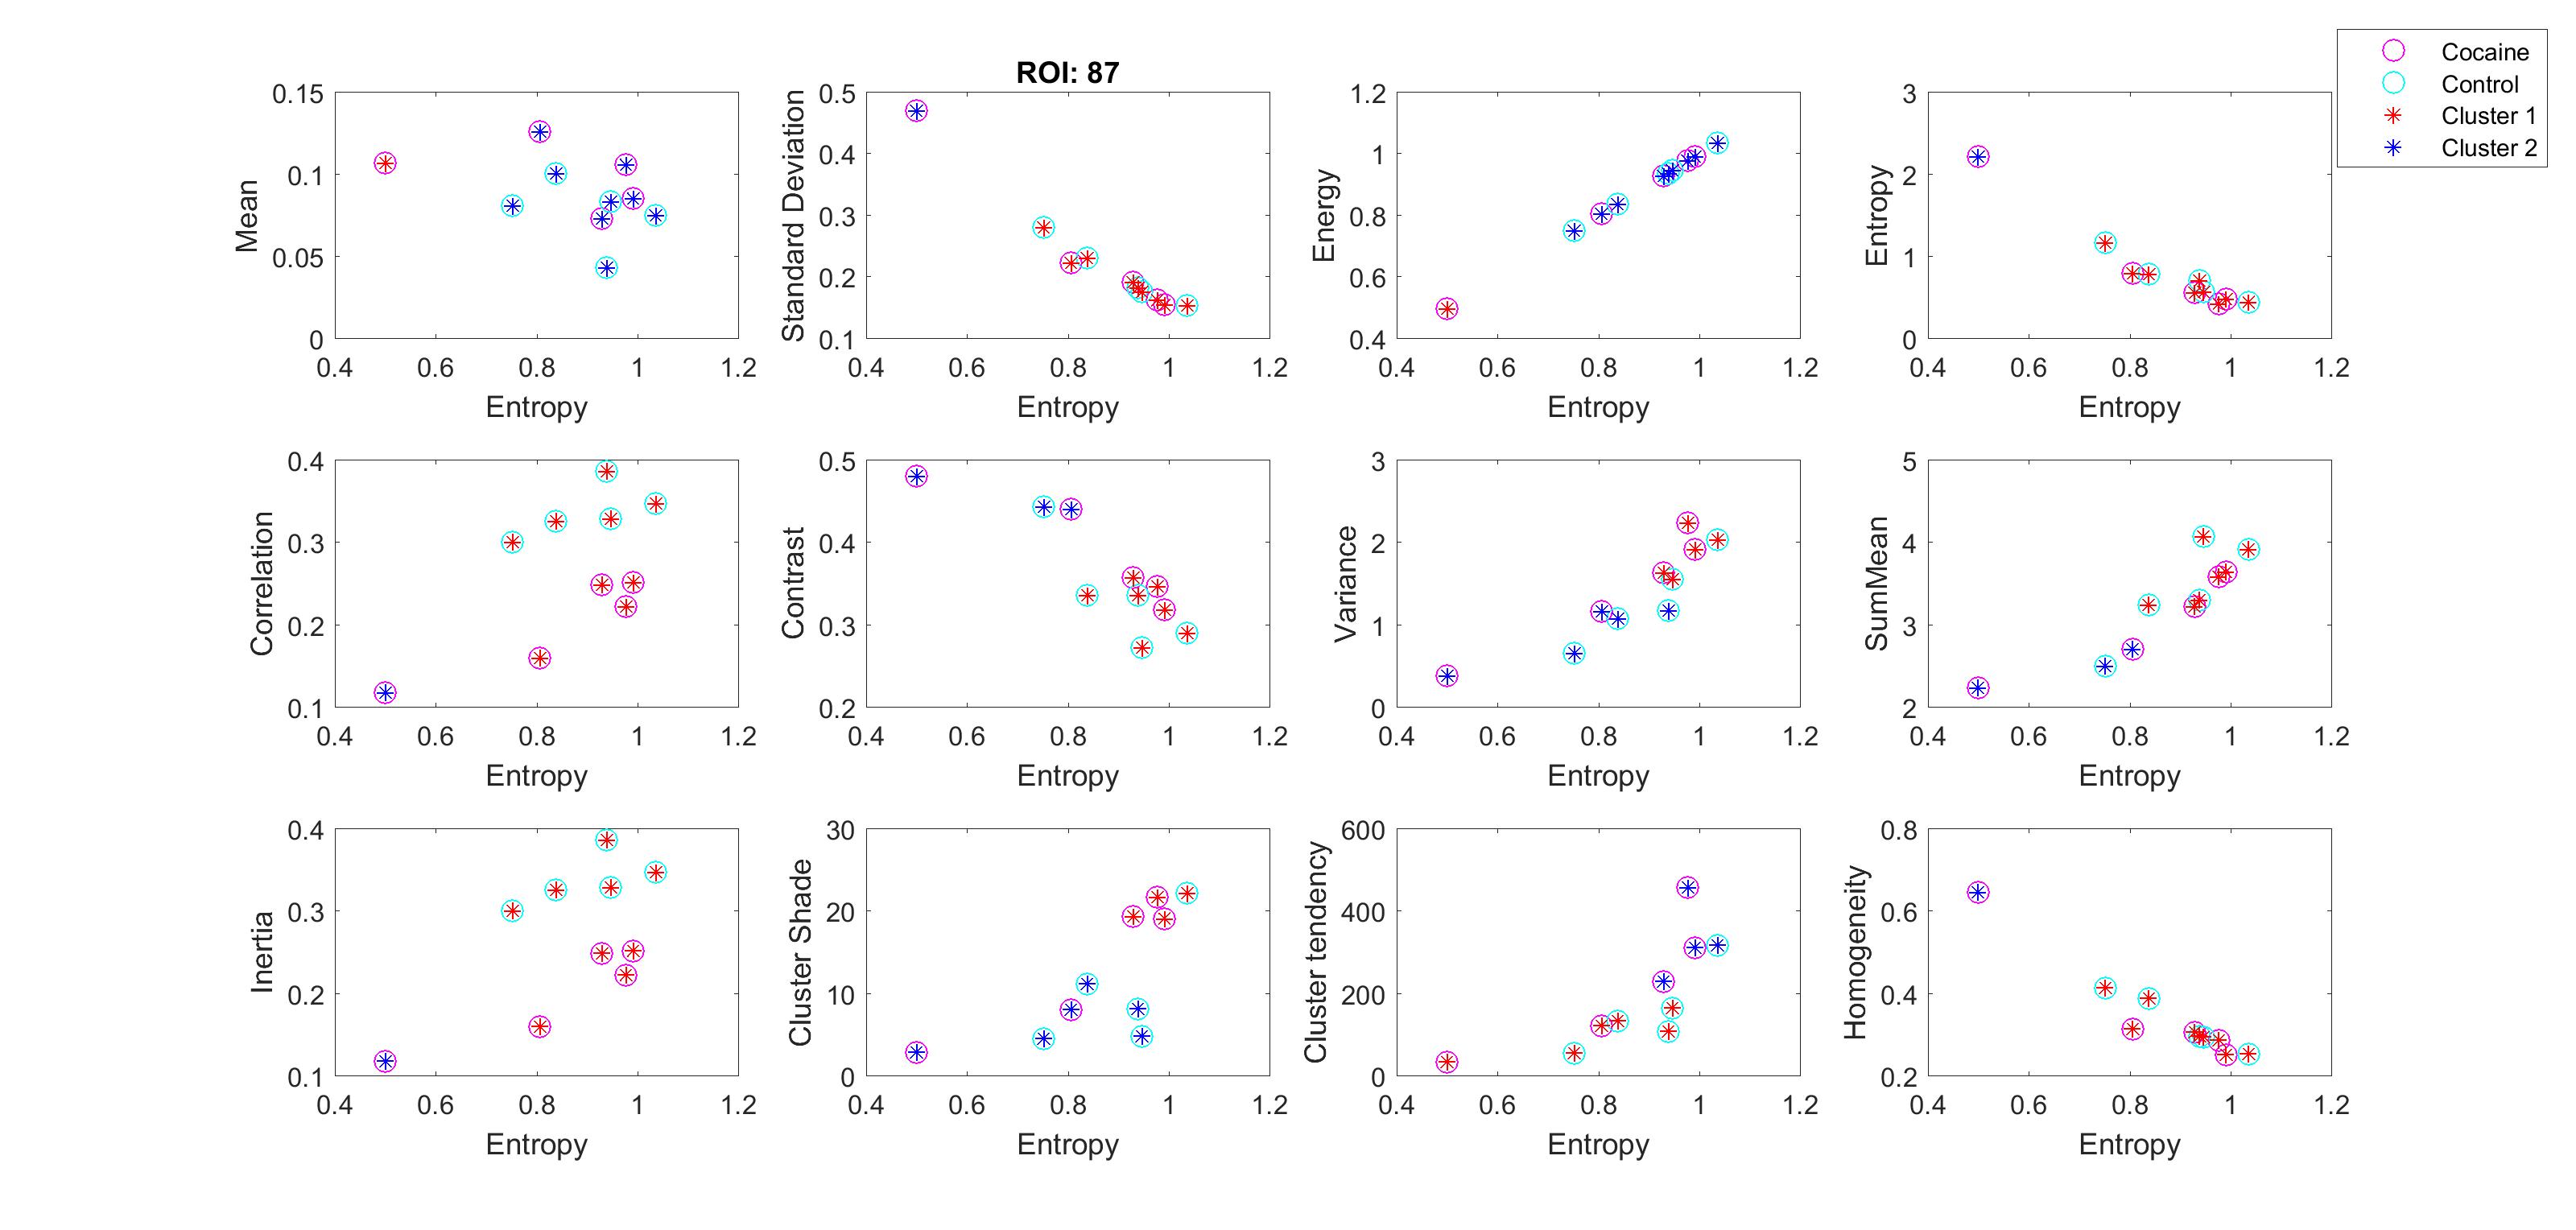 ROI: 87
Cocaine
Control
Cluster 1
Cluster 2
Mean
0.15
0.1
0.05
0
0.4 0.6 0.8 1 1.2
Entropy
Standard Deviation
0.5
0.4
0.3
0.2
0.1
0.4 0.6 0.8 1 1.2
Entropy
Energy
1.2
1
0.8
0.6
0.4
0.4 0.6 0.8 1 1.2
Entropy
Entropy
3
2
1
0
0.4 0.6 0.8 1 1.2
Entropy
Correlation
0.4
0.3
0.2
0.1
0.4 0.6 0.8 1 1.2
Entropy
Contrast
0.5
0.4
0.3
0.2
0.4 0.6 0.8 1 1.2
Entropy
Variance
3
2
1
0
0.4 0.6 0.8 1 1.2
Entropy
SumMean
5
4
3
2
0.4 0.6 0.8 1 1.2
Entropy
Inertia
0.4
0.3
0.2
0.1
0.4 0.6 0.8 1 1.2
Entropy
Cluster Shade
30
20
10
0
0.4 0.6 0.8 1 1.2
Entropy
Cluster tendency
600
400
200
0
0.4 0.6 0.8 1 1.2
Entropy
Homogeneity
0.8
0.6
0.4
0.2
0.4 0.6 0.8 1 1.2
Entropy